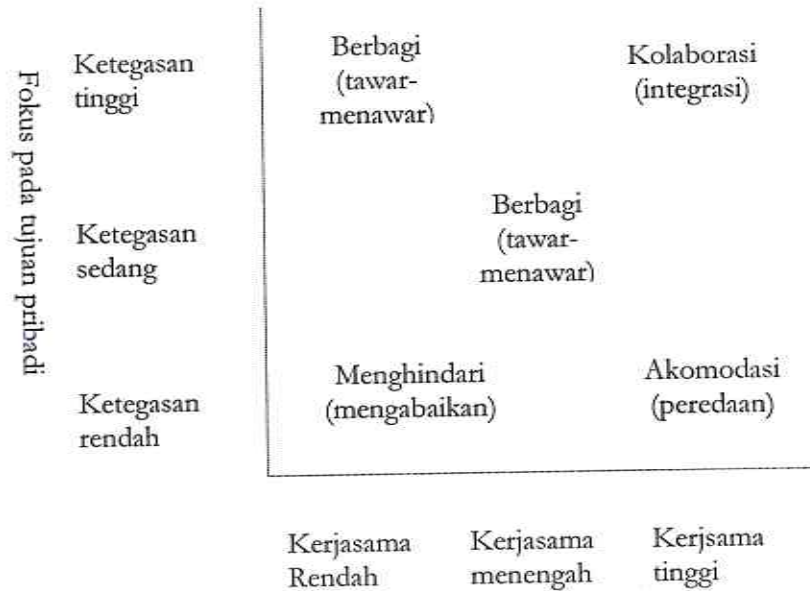 Fokus pada tujuan pribadi
Ketegasan
tinggi
Berbagi
(tawar-
menawar)
Kolaborasi
(integrasi)
Ketegasan
sedang
Berbagi
(tawar-
menawar)
Ketegasan
rendah
Menghindari
(mengabaikan)
Akomodasi
(peredaan)
Kerjasama
Rendah
Kerjasama
menengah
Kerjsama
tinggi